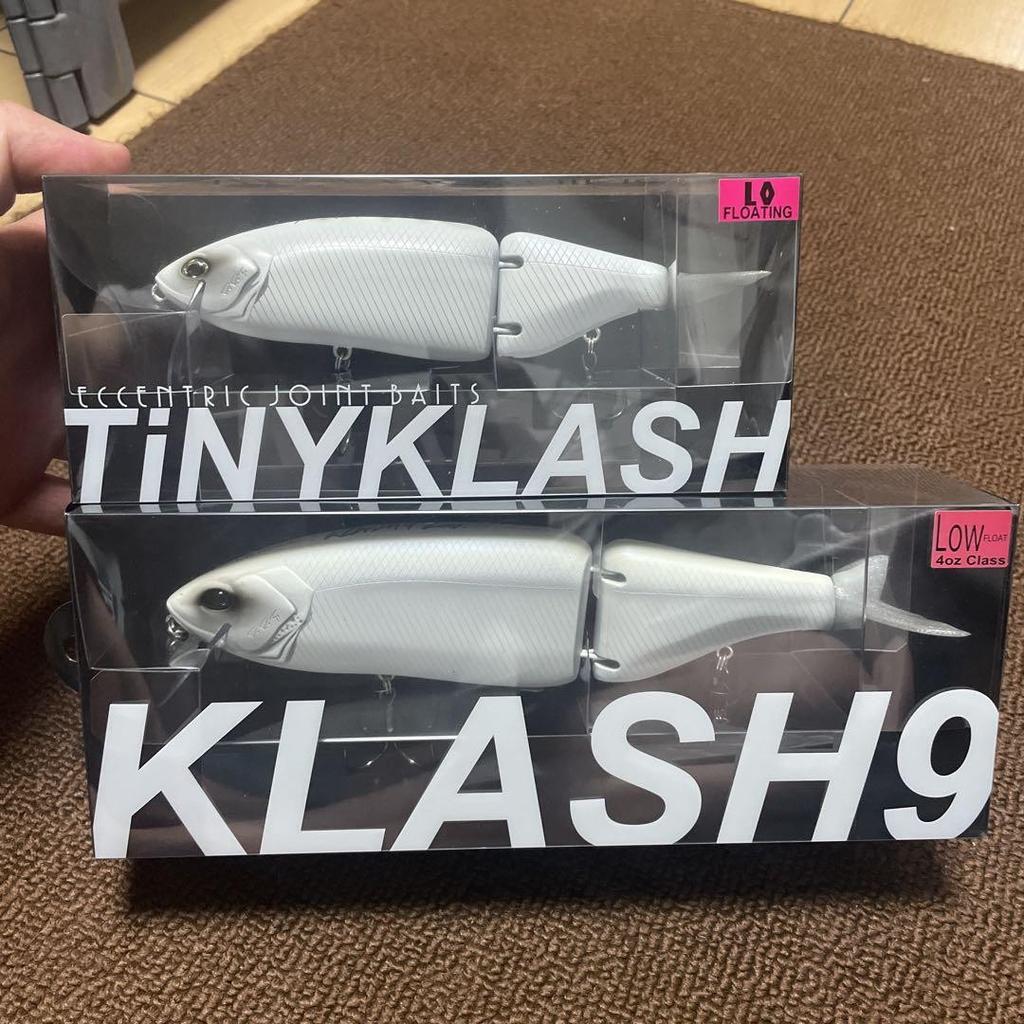 LO
FLOATING
ECCENTRIC JOINT BAITS
TiNYKLASH
LOW FLOAT
4oz Class
KLASH9